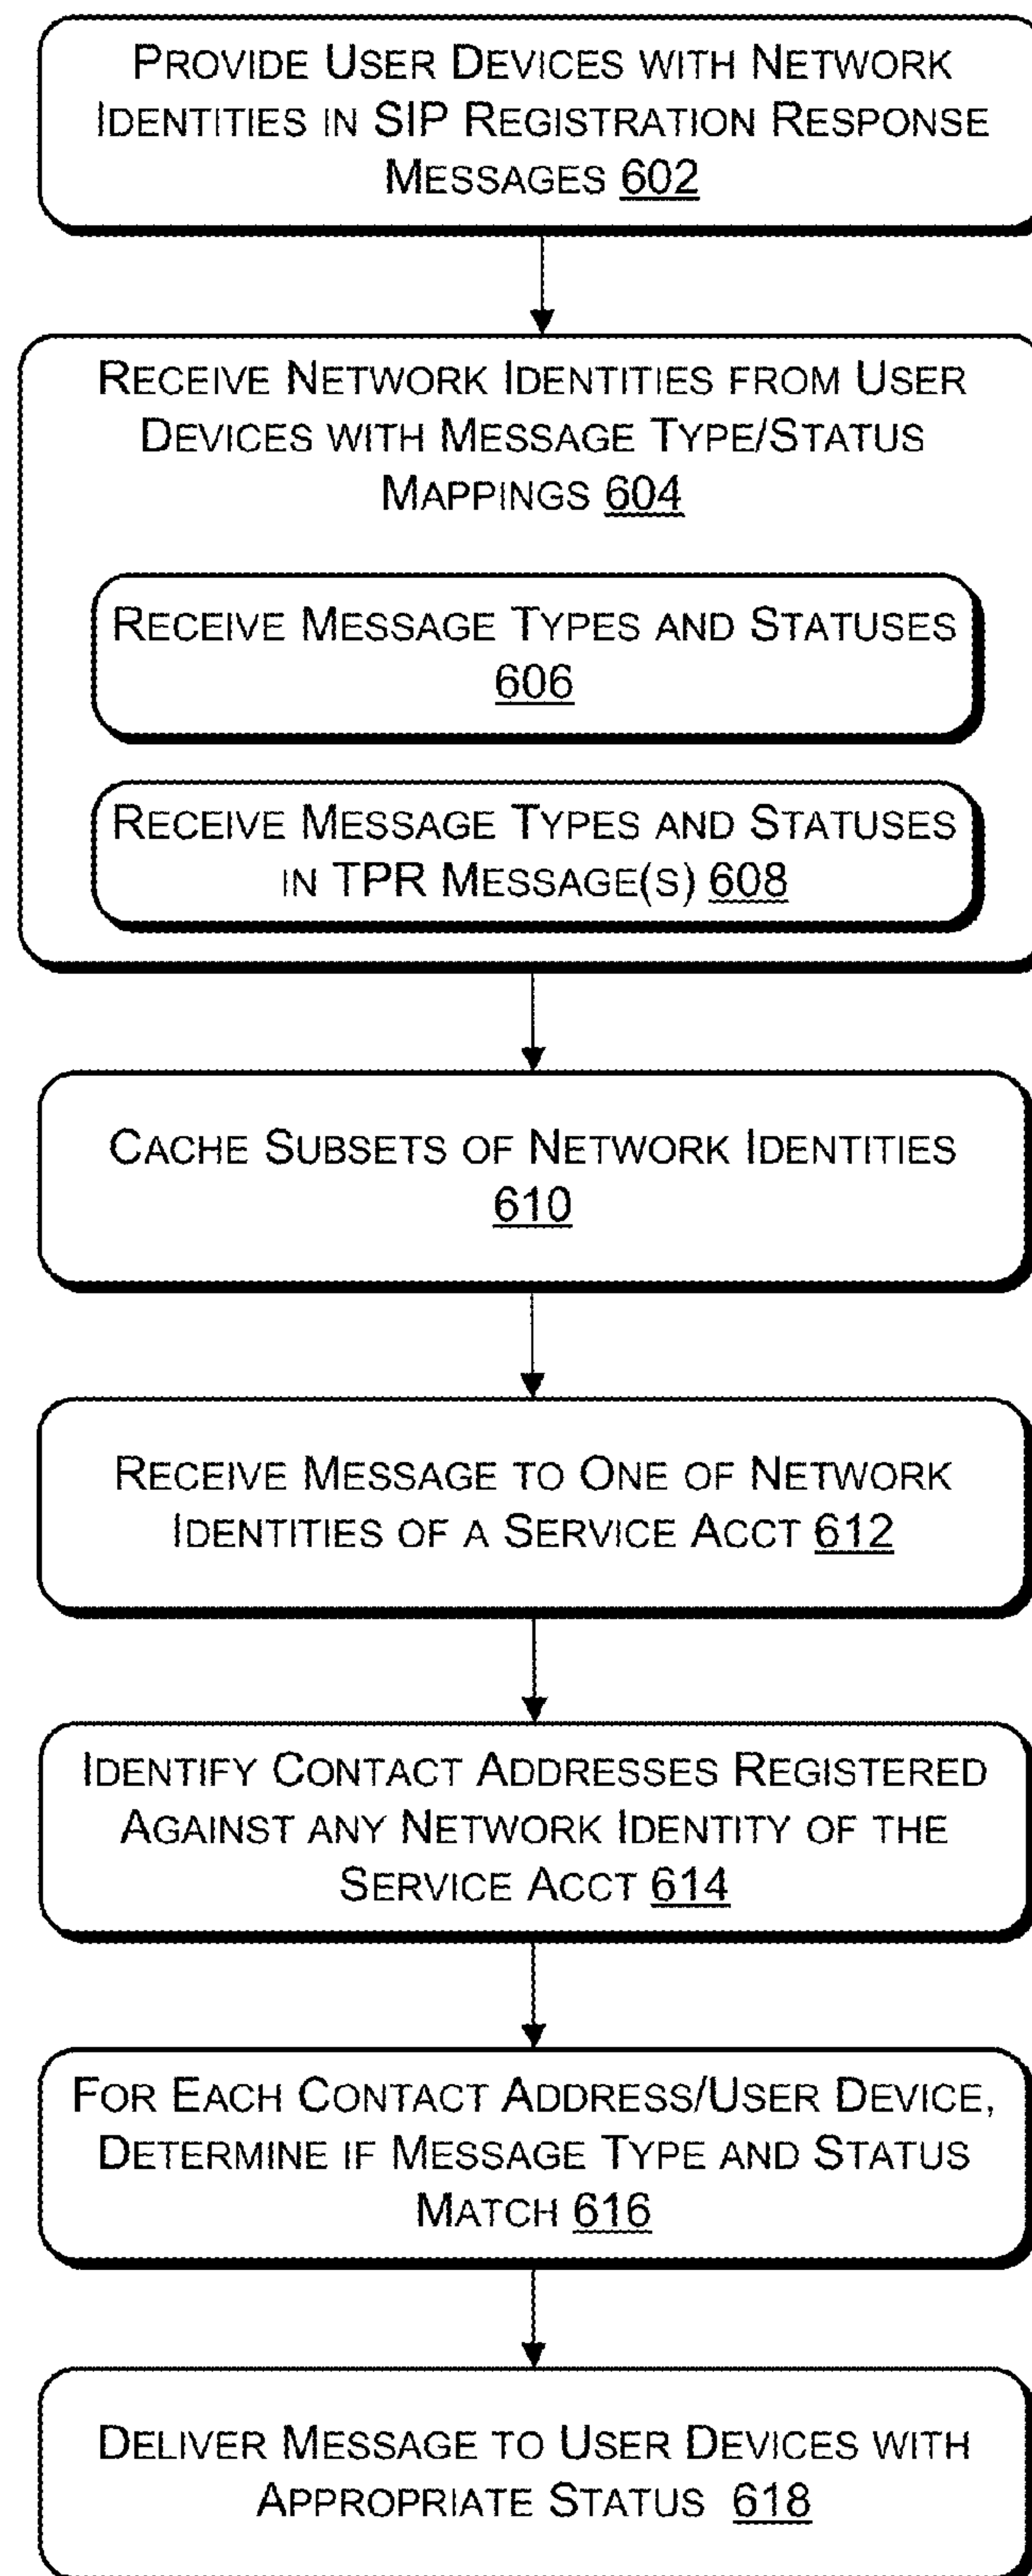 PROVIDE USER DEVICES WITH NETWORK
IDENTITIES IN SIP REGISTRATION RESPONSE
MESSAGES 602
RECEIVE NETWORK IDENTITIES FROM USER
DEVICES WITH MESSAGE TYPE/STATUS
MAPPINGS 604
RECEIVE MESSAGE TYPES AND STATUSES
606
RECEIVE MESSAGE TYPES AND STATUSES
IN TPR MESSAGE(S) 608
CACHE SUBSETS OF NETWORK IDENTITIES
610
RECEIVE MESSAGE TO ONE OF NETWORK
IDENTITIES OF A SERVICE ACCT 612
IDENTIFY CONTACT ADDRESSES REGISTERED
AGAINST ANY NETWORK IDENTITY OF THE
SERVICE ACCT 614
FOR EACH CONTACT ADDRESS/USER DEVICE,
DETERMINE IF MESSAGE TYPE AND STATUS
MATCH 616
DELIVER MESSAGE TO USER DEVICES WITH
APPROPRIATE STATUS 618